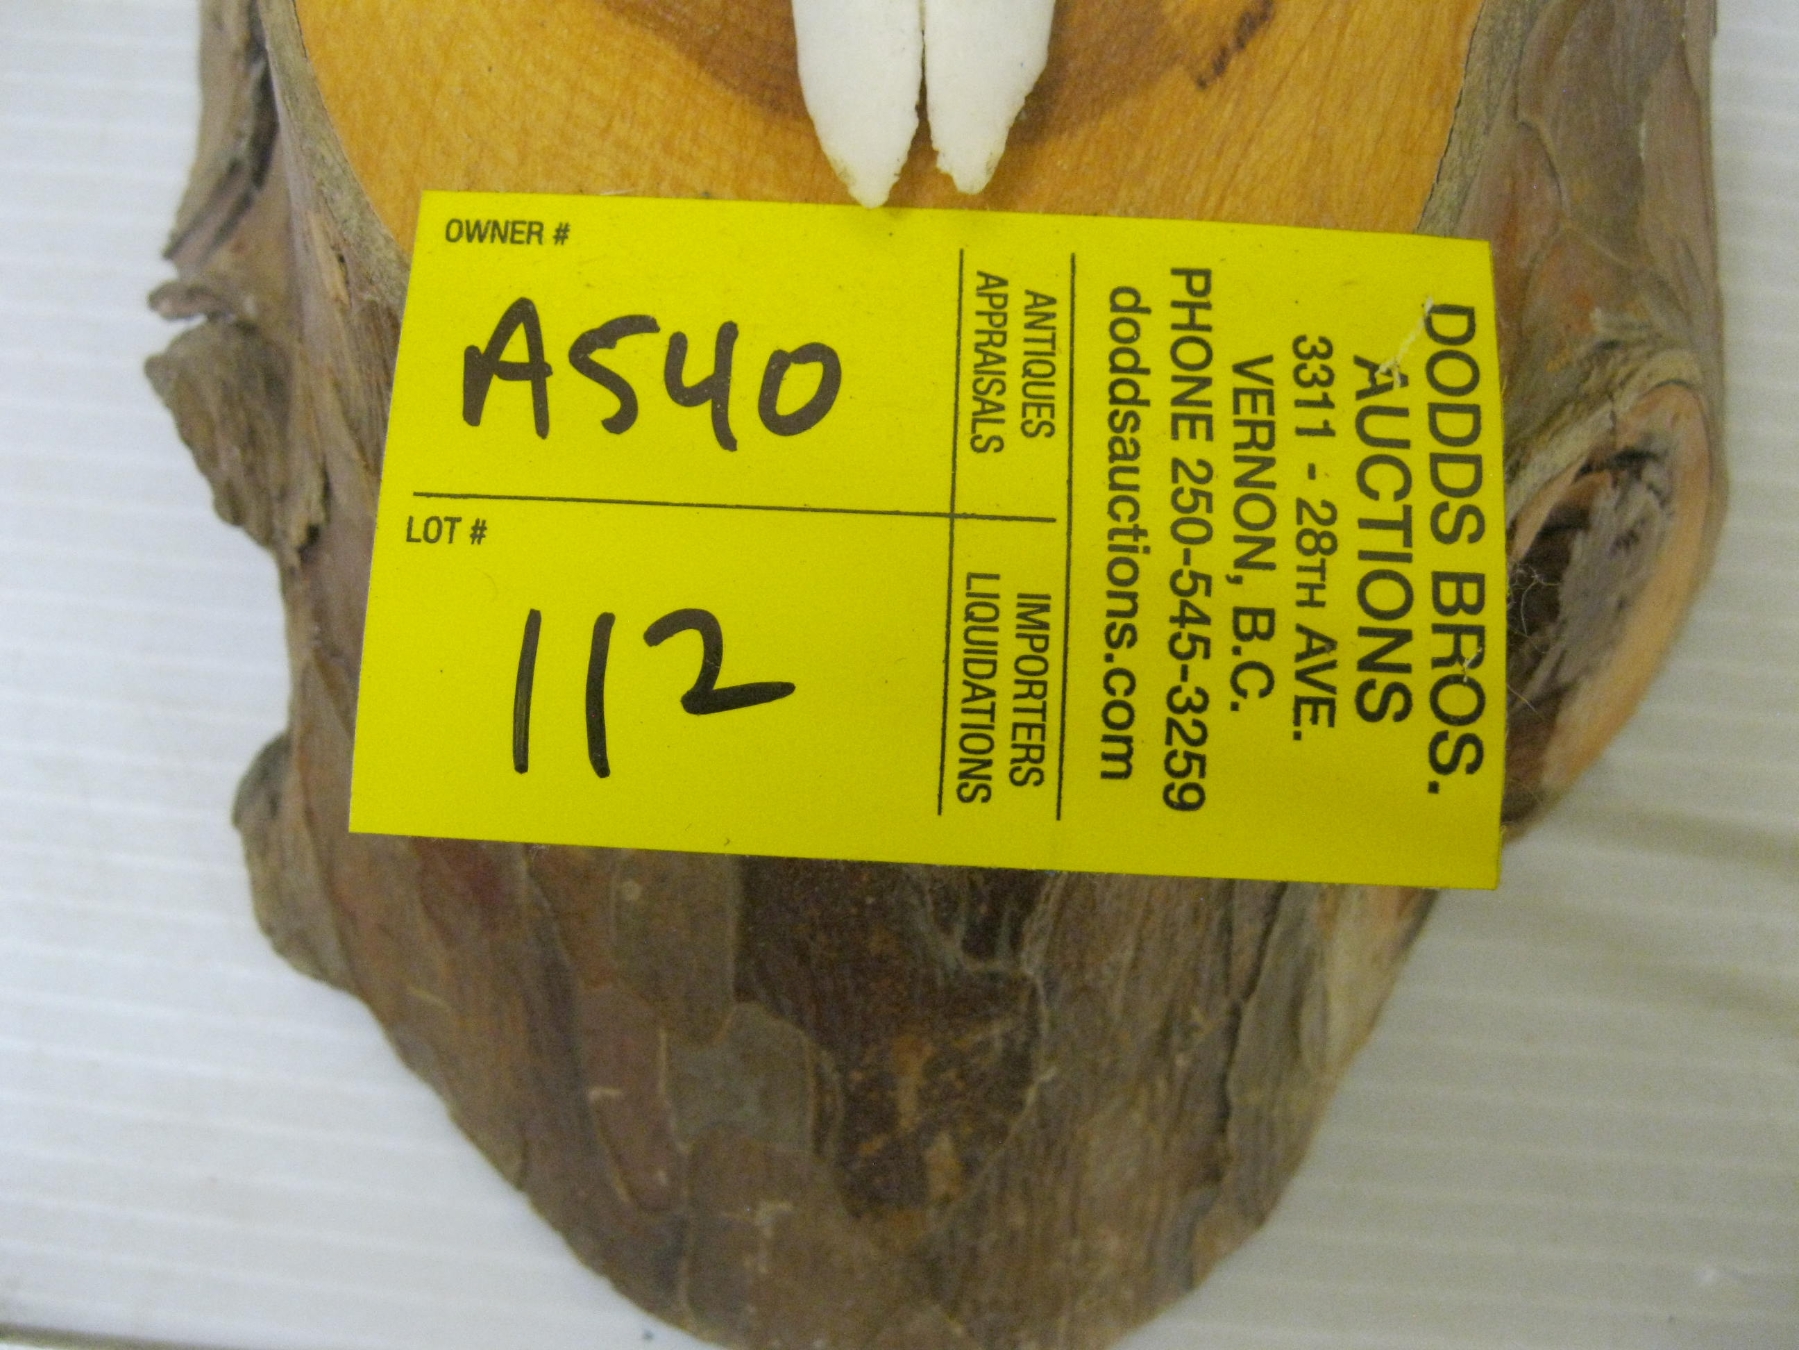 OWNER #
A540
LOT #
112
ANTIQUES
APPRAISALS
IMPORTERS
LIQUIDATIONS
DODDS BROS.
AUCTIONS
3311 - 28TH AVE.
VERNON, B.C.
PHONE 250-545-3259
doddsauctions.com